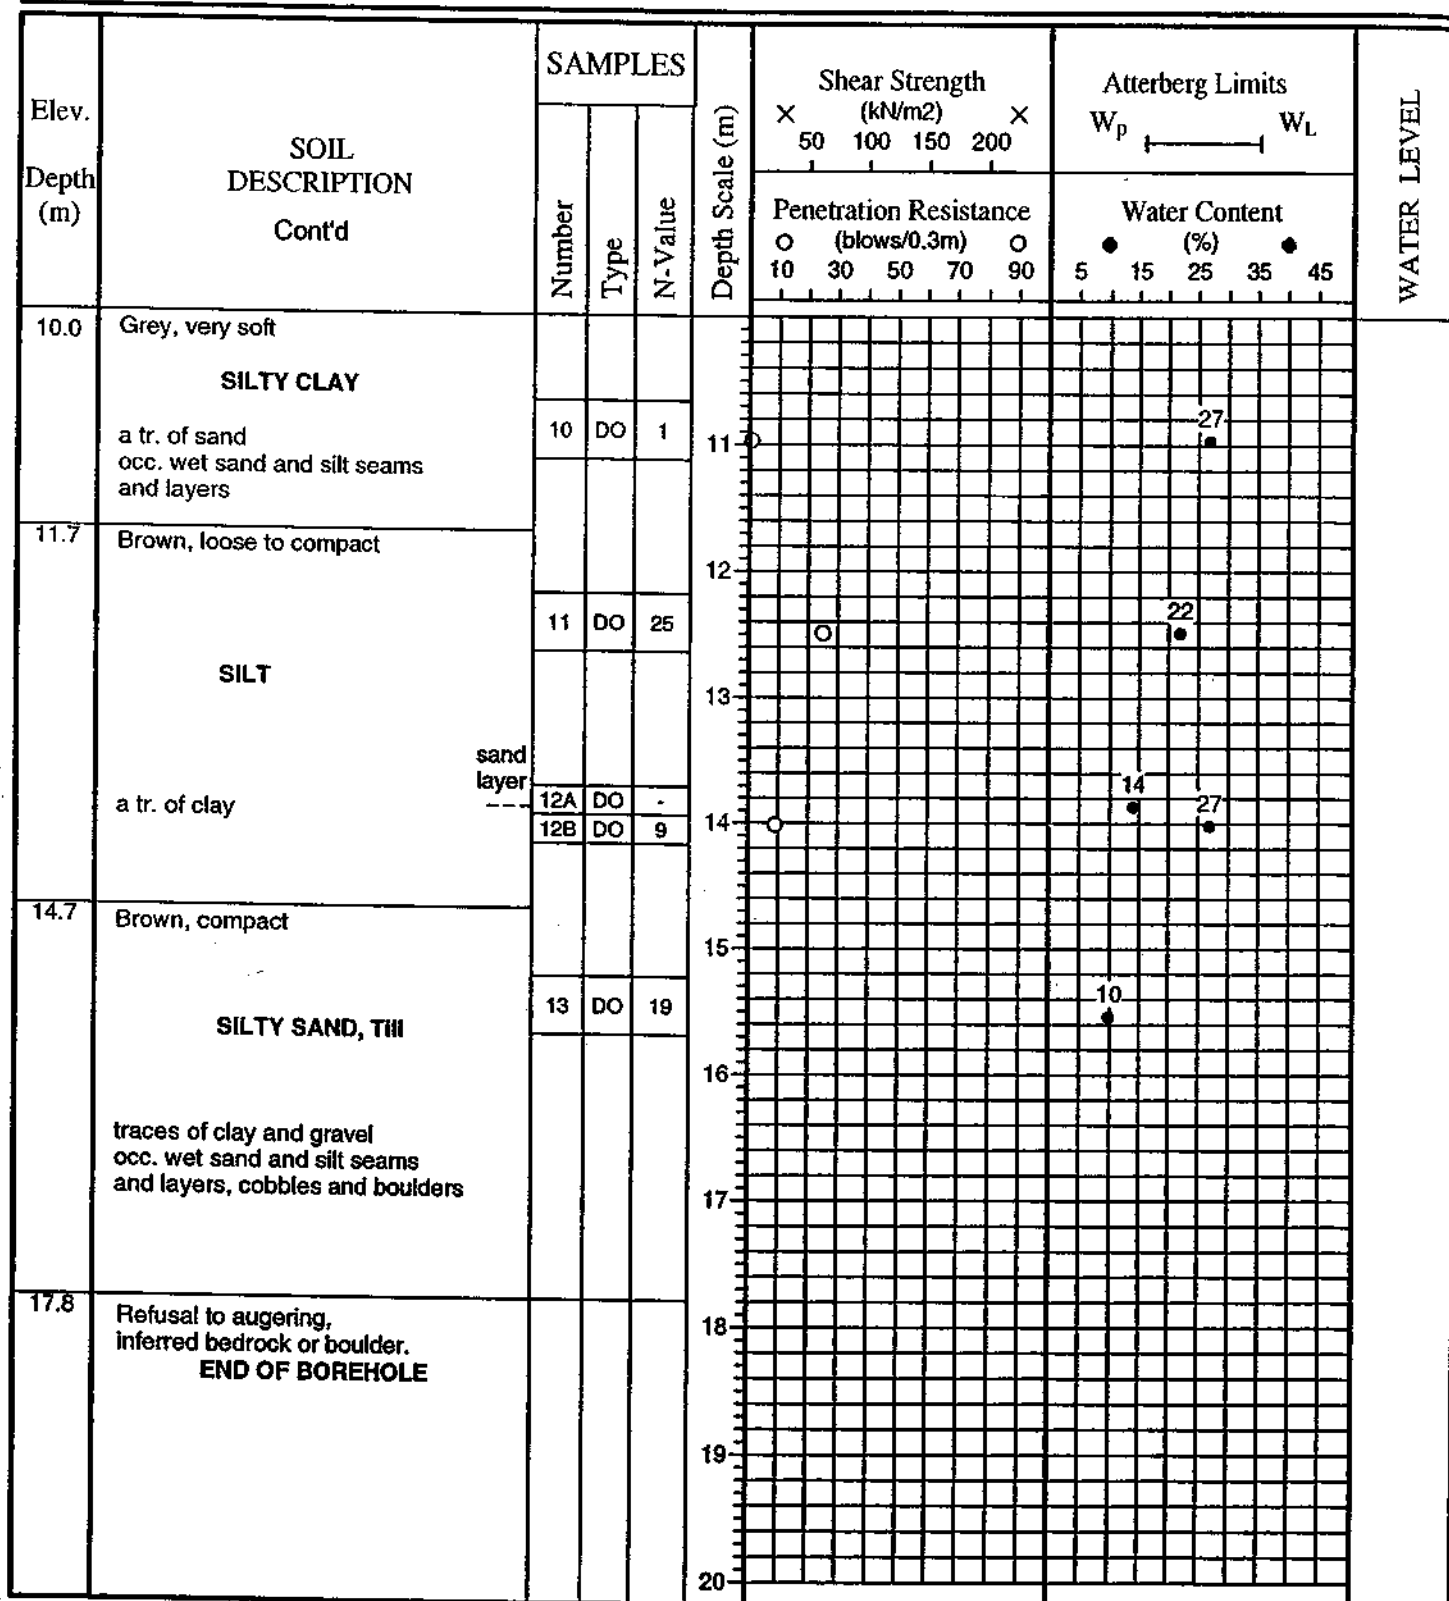 Elev.
Depth
(m)
SOIL
DESCRIPTION
Cont'd
SAMPLES
Number
Type
N-Value
Depth Scale (m)
Shear Strength
× (kN/m2) ×
50 100 150 200
Penetration Resistance
O (blows/0.3m) O
10 30 50 70 90
Atterberg Limits
Wp WL
Water Content
● (%) ●
5 15 25 35 45
WATER LEVEL
10.0 Grey, very soft
SILTY CLAY
a tr. of sand
occ. wet sand and silt seams
and layers
10 DO 1
11
27
11.7 Brown, loose to compact
12
11 DO 25
22
SILT
13
sand
layer
14
a tr. of clay
12A DO -
12B DO 9
14
27
14.7 Brown, compact
15
13 DO 19
10
SILTY SAND, Till
16
traces of clay and gravel
occ. wet sand and silt seams
and layers, cobbles and boulders
17
17.8 Refusal to augering,
inferred bedrock or boulder.
END OF BOREHOLE
18
19
20